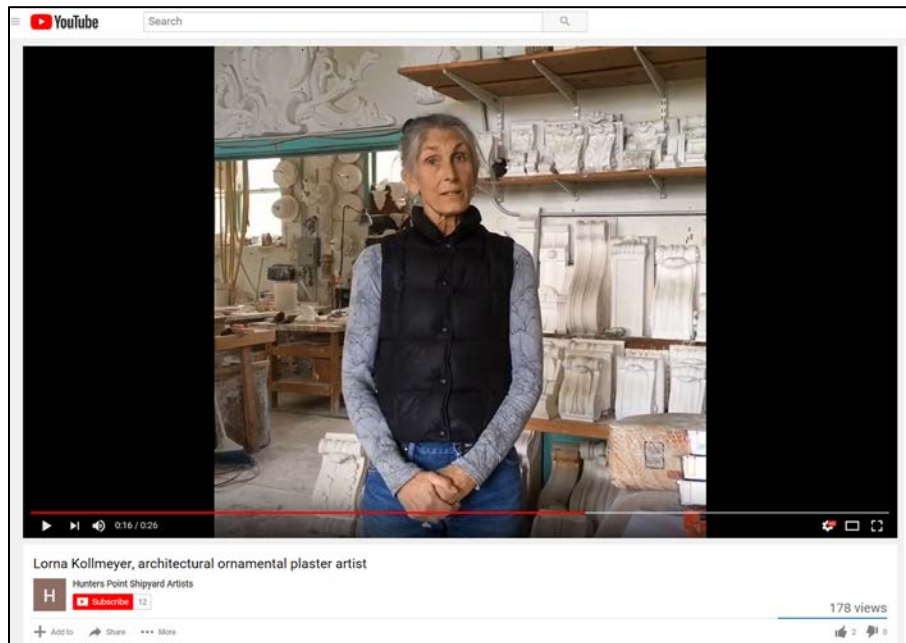 YouTube
Search
0:16 / 0:26
Lorna Kollmeyer, architectural ornamental plaster artist
H
Hunters Point Shipyard Artists
Subscribe 12
178 views
Add to Share More
2 0